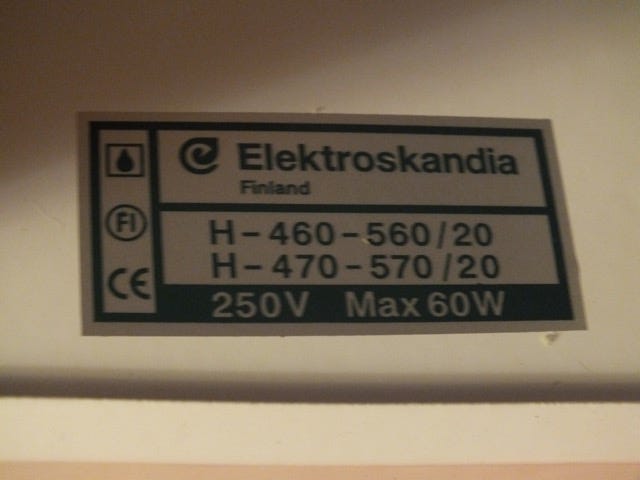 Elektroskandia
Finland
FI
CE
H-460-560/20
H-470-570/20
250V Max 60W